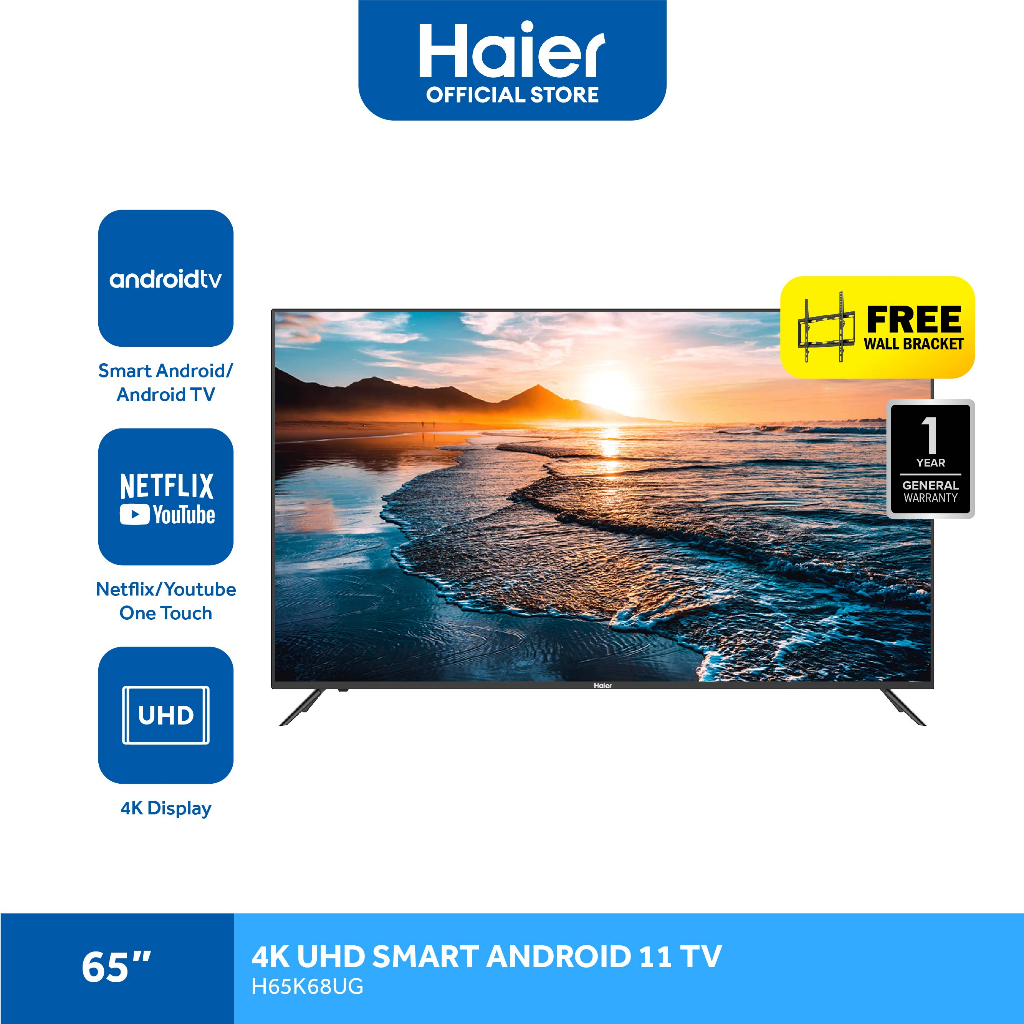 Haier
OFFICIAL STORE
androidtv
Smart Android/
Android TV
NETFLIX
YouTube
Netflix/Youtube
One Touch
UHD
4K Display
FREE
WALL BRACKET
1
YEAR
GENERAL
WARRANTY
Haier
65"
4K UHD SMART ANDROID 11 TV
H65K68UG